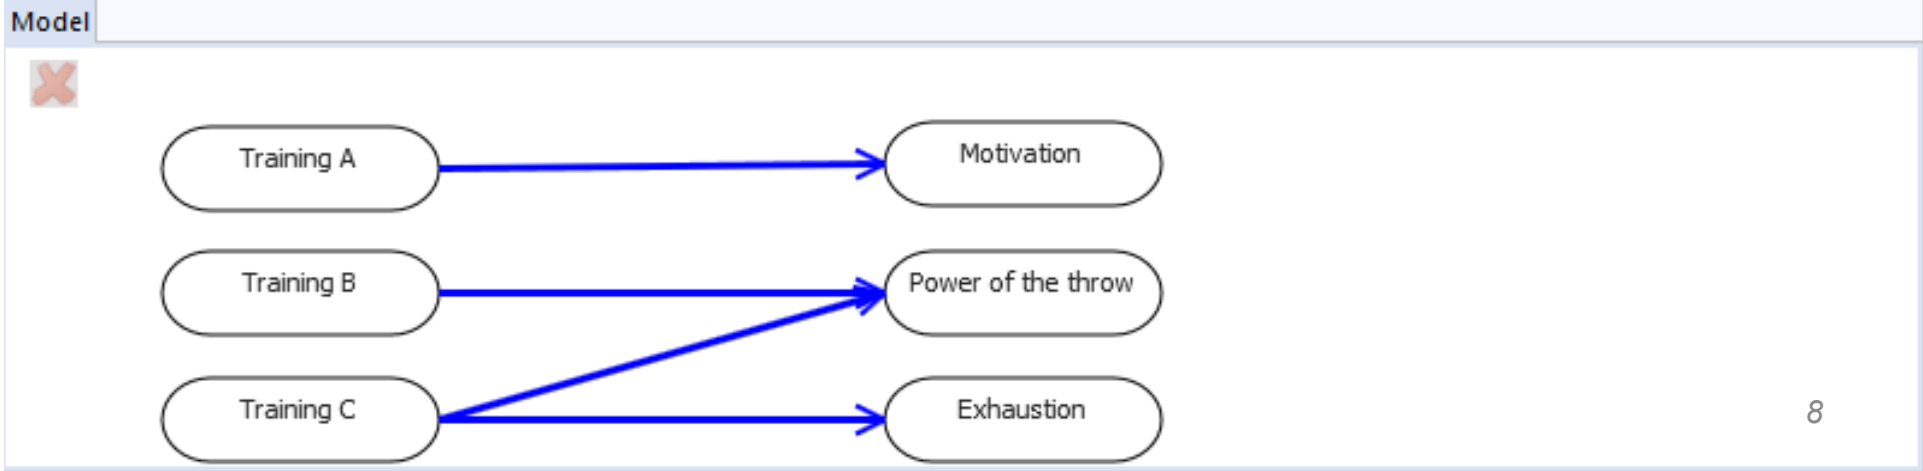 Model
Training A
Motivation
Training B
Power of the throw
Training C
Exhaustion
8